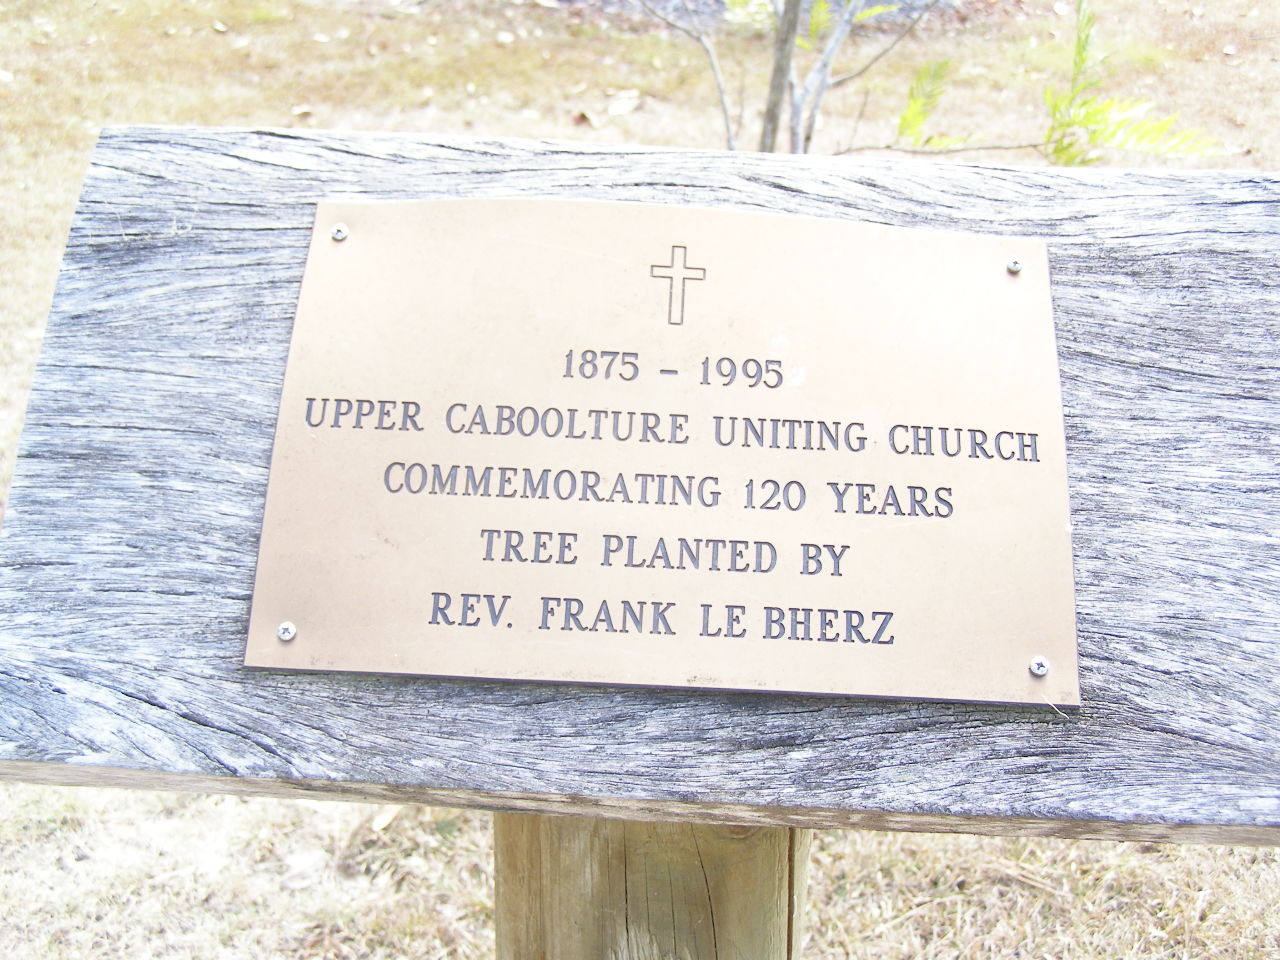 1875 – 1995
UPPER CABOOLTURE UNITING CHURCH
COMMEMORATING 120 YEARS
TREE PLANTED BY
REV. FRANK LE BHERZ